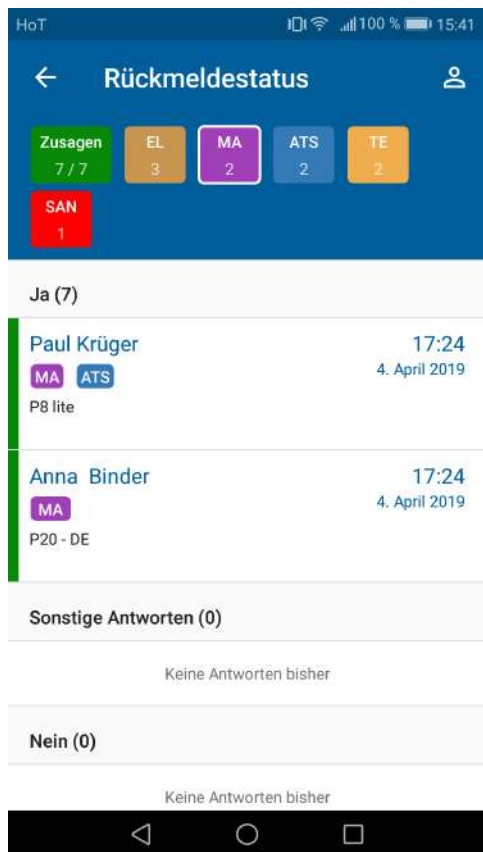 HoT 100 % 15:41
Rückmeldestatus
Zusagen EL MA ATS TE
7 / 7 3 2 2 2
SAN
1
Ja (7)
Paul Krüger 17:24
MA ATS 4. April 2019
P8 lite
Anna Binder 17:24
MA 4. April 2019
P20 - DE
Sonstige Antworten (0)
Keine Antworten bisher
Nein (0)
Keine Antworten bisher